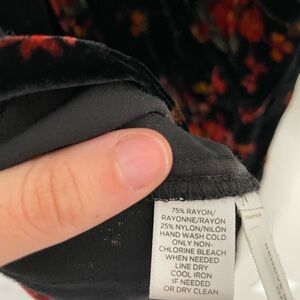 75% RAYON/
RAYONNE/RAYÓN
25% NYLON/NILÓN
HAND WASH COLD
ONLY NON-
CHLORINE BLEACH
WHEN NEEDED
LINE DRY
COOL IRON
IF NEEDED
OR DRY CLEAN